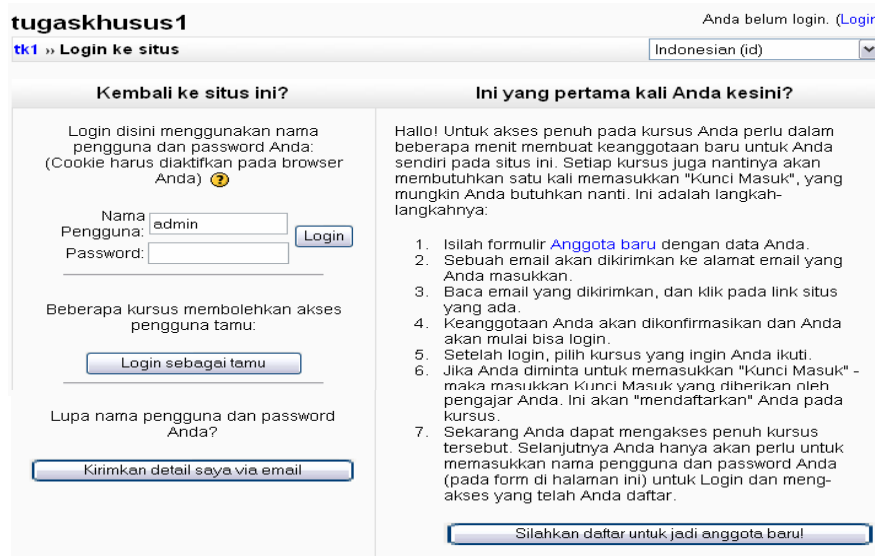 tugaskhusus1
Anda belum login. (Login
tk1 » Login ke situs
Indonesian (id)
Kembali ke situs ini?
Login disini menggunakan nama
pengguna dan password Anda:
(Cookie harus diaktifkan pada browser
Anda) ?
Nama
Pengguna:
admin
Login
Password:
Beberapa kursus membolehkan akses
pengguna tamu:
Login sebagai tamu
Lupa nama pengguna dan password
Anda?
Kirimkan detail saya via email
Ini yang pertama kali Anda kesini?
Hallo! Untuk akses penuh pada kursus Anda perlu dalam
beberapa menit membuat keanggotaan baru untuk Anda
sendiri pada situs ini. Setiap kursus juga nantinya akan
membutuhkan satu kali memasukkan "Kunci Masuk", yang
mungkin Anda butuhkan nanti. Ini adalah langkah-
langkahnya:
1. Isilah formulir Anggota baru dengan data Anda.
2. Sebuah email akan dikirimkan ke alamat email yang
Anda masukkan.
3. Baca email yang dikirimkan, dan klik pada link situs
yang ada.
4. Keanggotaan Anda akan dikonfirmasikan dan Anda
akan mulai bisa login.
5. Setelah login, pilih kursus yang ingin Anda ikuti.
6. Jika Anda diminta untuk memasukkan "Kunci Masuk" -
maka masukkan Kunci Masuk yang diberikan oleh
pengajar Anda. Ini akan "mendaftarkan" Anda pada
kursus.
7. Sekarang Anda dapat mengakses penuh kursus
tersebut. Selanjutnya Anda hanya akan perlu untuk
memasukkan nama pengguna dan password Anda
(pada form di halaman ini) untuk Login dan meng-
akses yang telah Anda daftar.
Silahkan daftar untuk jadi anggota baru!